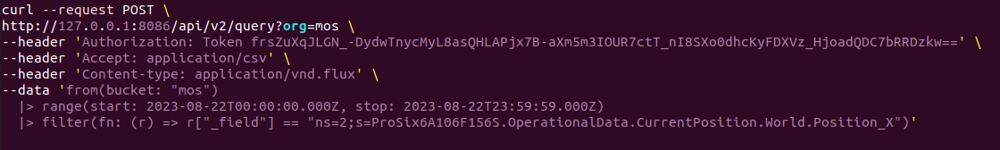 curl --request POST \
http://127.0.0.1:8086/api/v2/query?org=mos \
--header 'Authorization: Token frsZuXqJLGN_-DydwTnycMyL8asQHLAPjx7B-aXm5m3IOUR7ctT_nI8SXo0dhcKyFDXVz_HjoadQDC7bRRDzkw==' \
--header 'Accept: application/csv' \
--header 'Content-type: application/vnd.flux' \
--data 'from(bucket: "mos")
  |> range(start: 2023-08-22T00:00:00.000Z, stop: 2023-08-22T23:59:59.000Z)
  |> filter(fn: (r) => r["_field"] == "ns=2;s=ProSix6A106F156S.OperationalData.CurrentPosition.World.Position_X")'